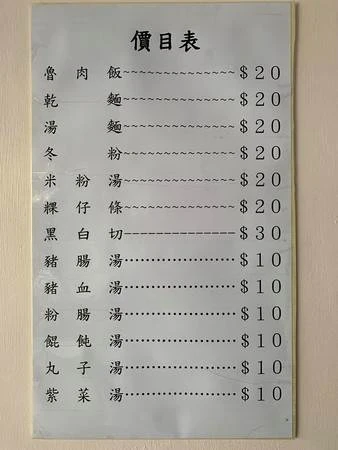 價目表
魯肉飯~~~~~~~~~~~~~~$20
乾麵~~~~~~~~~~~~~~$20
湯麵~~~~~~~~~~~~~~$20
冬粉~~~~~~~~~~~~~~$20
米粉湯~~~~~~~~~~~~~~$20
粿仔條~~~~~~~~~~~~~~$20
黑白切--------------$30
豬腸湯·····················$10
豬血湯·····················$10
粉腸湯·····················$10
餛飩湯·····················$10
丸子湯·····················$10
紫菜湯·····················$10